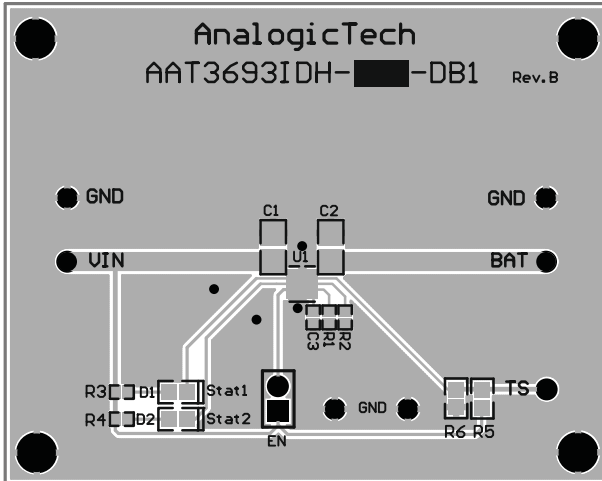 AnalogicTech
AAT3693IDH- -DB1 Rev.B
GND GND
C1 C2
VIN U1 BAT
C3 R1 R2
R3 D1 Stat1 TS
R4 D2 Stat2 GND
EN R6 R5